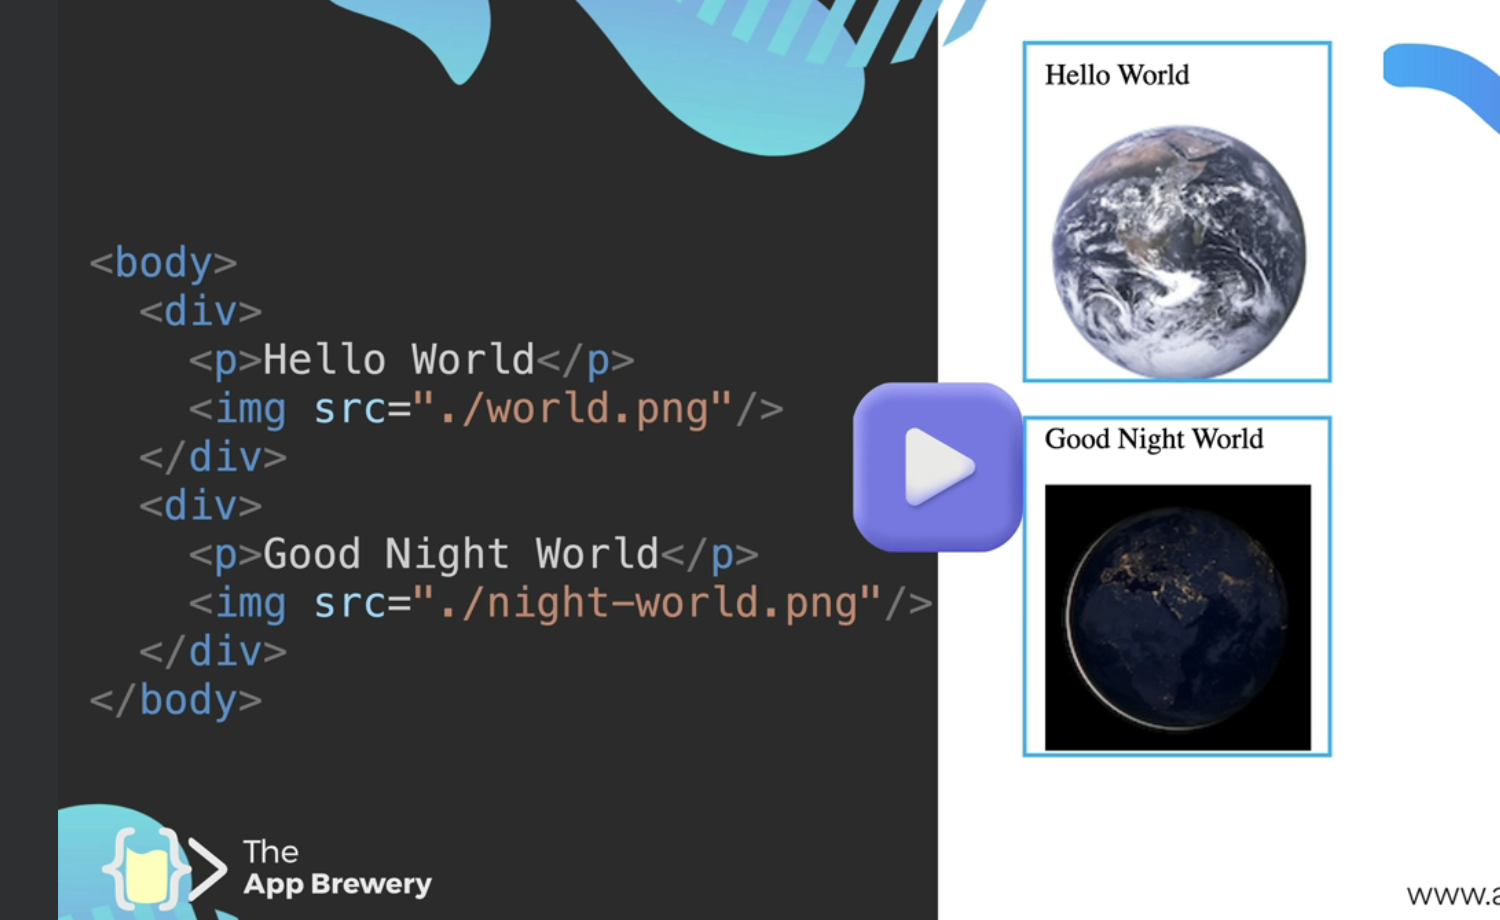 <body>
<div>
<p>Hello World</p>
<img src="./world.png"/>
</div>
<div>
<p>Good Night World</p>
<img src="./night-world.png"/>
</div>
</body>
The
App Brewery
Hello World
Good Night World
www.a